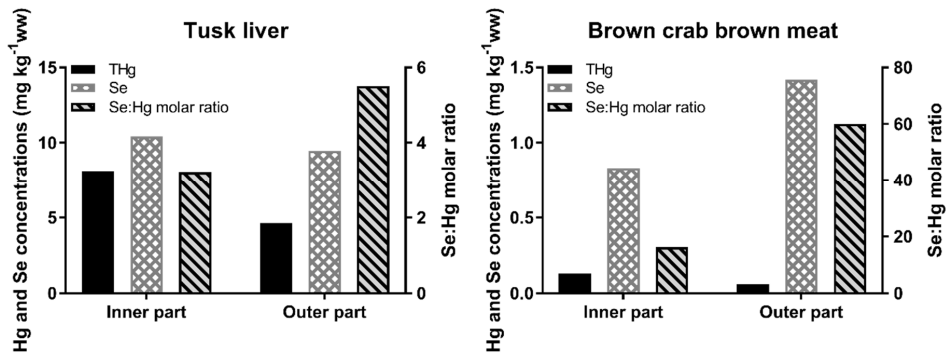 Tusk liver
Hg and Se concentrations (mg kg⁻¹ww)
15
10
5
0
THg
Se
Se:Hg molar ratio
6
4
2
0
Se:Hg molar ratio
Inner part Outer part
Brown crab brown meat
Hg and Se concentrations (mg kg⁻¹ww)
1.5
1.0
0.5
0.0
THg
Se
Se:Hg molar ratio
80
60
40
20
0
Se:Hg molar ratio
Inner part Outer part